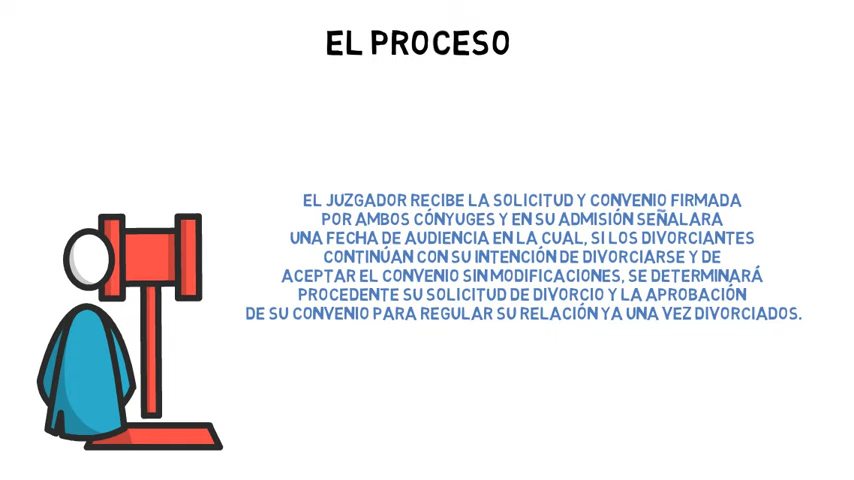 EL PROCESO
EL JUZGADOR RECIBE LA SOLICITUD Y CONVENIO FIRMADA
POR AMBOS CÓNYUGES Y EN SU ADMISIÓN SEÑALARA
UNA FECHA DE AUDIENCIA EN LA CUAL, SI LOS DIVORCIANTES
CONTINÚAN CON SU INTENCIÓN DE DIVORCIARSE Y DE
ACEPTAR EL CONVENIO SIN MODIFICACIONES, SE DETERMINARÁ
PROCEDENTE SU SOLICITUD DE DIVORCIO Y LA APROBACIÓN
DE SU CONVENIO PARA REGULAR SU RELACIÓN YA UNA VEZ DIVORCIADOS.